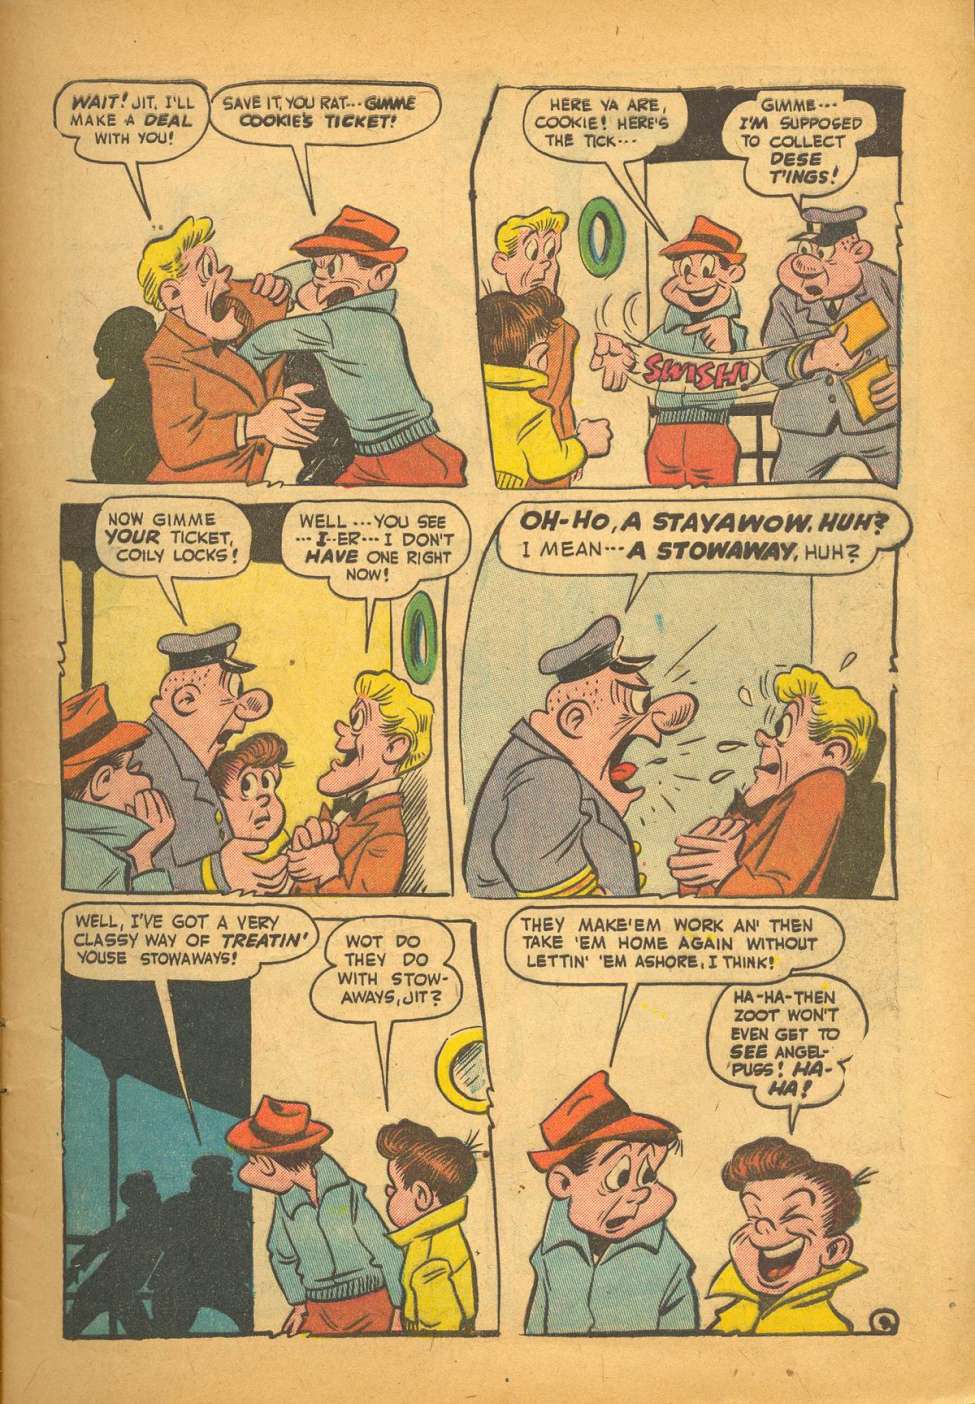 WAIT! JIT, I'LL
MAKE A DEAL
WITH YOU!
SAVE IT, YOU RAT--- GIMME
COOKIE'S TICKET!
HERE YA ARE,
COOKIE! HERE'S
THE TICK---
GIMME---
I'M SUPPOSED
TO COLLECT
DESE
T'INGS!
SWISH!
NOW GIMME
YOUR TICKET,
COILY LOCKS!
WELL---YOU SEE
---I--ER---I DON'T
HAVE ONE RIGHT
NOW!
OH-HO, A STAYAWOW, HUH?
I MEAN---A STOWAWAY, HUH?
WELL, I'VE GOT A VERY
CLASSY WAY OF TREATIN'
YOUSE STOWAWAYS!
WOT DO
THEY DO
WITH STOW-
AWAYS, JIT?
THEY MAKE 'EM WORK AN' THEN
TAKE 'EM HOME AGAIN WITHOUT
LETTIN' 'EM ASHORE, I THINK!
HA-HA-THEN
ZOOT WON'T
EVEN GET TO
SEE ANGEL-
PUSS! HA-
HA!